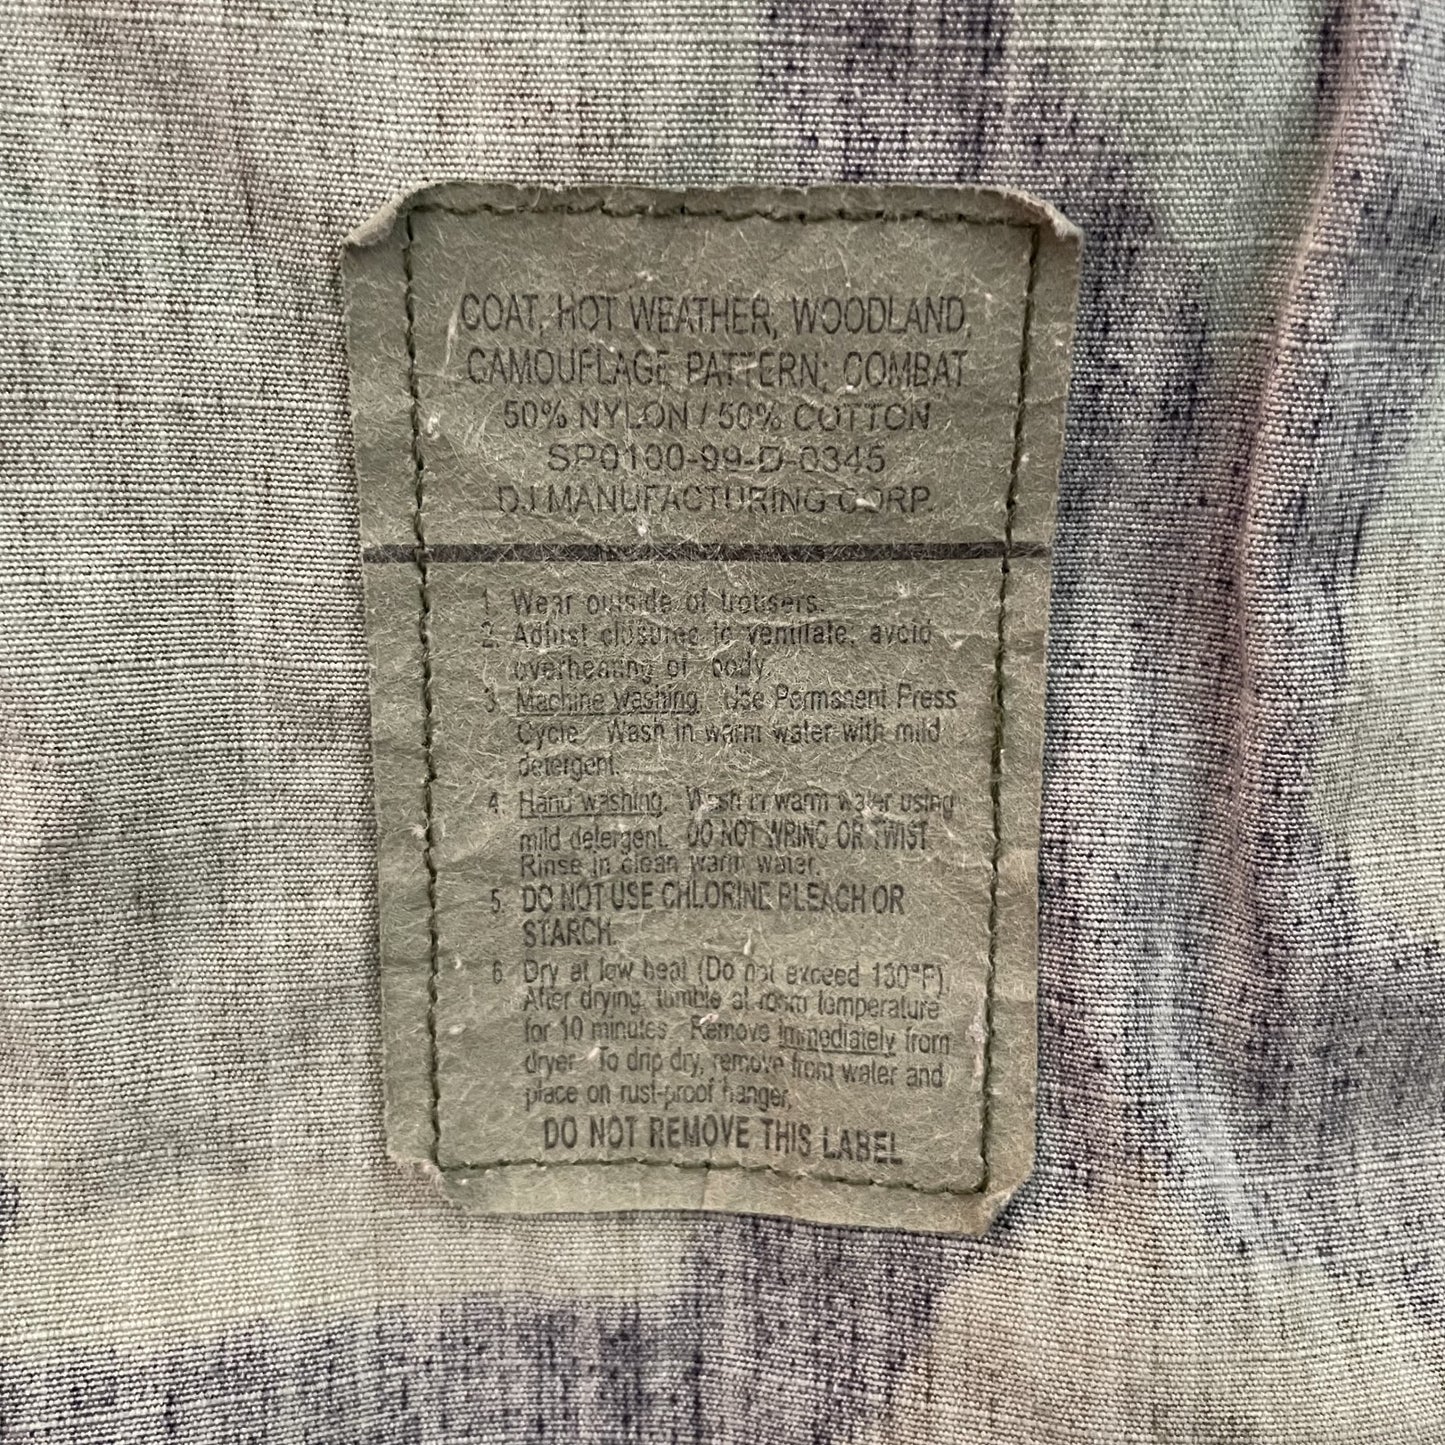 COAT, HOT WEATHER, WOODLAND,
CAMOUFLAGE PATTERN: COMBAT
50% NYLON / 50% COTTON
SP0100-99-D-0345
DJ MANUFACTURING CORP.
1. Wear outside of trousers.
2. Adjust closures to ventilate, avoid
overheating of body.
3. Machine Washing. Use Permanent Press
Cycle. Wash in warm water with mild
detergent.
4. Hand washing. Wash in warm water using
mild detergent. DO NOT WRING OR TWIST
Rinse in clean warm water.
5. DO NOT USE CHLORINE BLEACH OR
STARCH.
6. Dry at low heat (Do not exceed 130°F).
After drying, tumble at room temperature
for 10 minutes. Remove immediately from
dryer. To drip dry, remove from water and
place on rust-proof hanger,
DO NOT REMOVE THIS LABEL